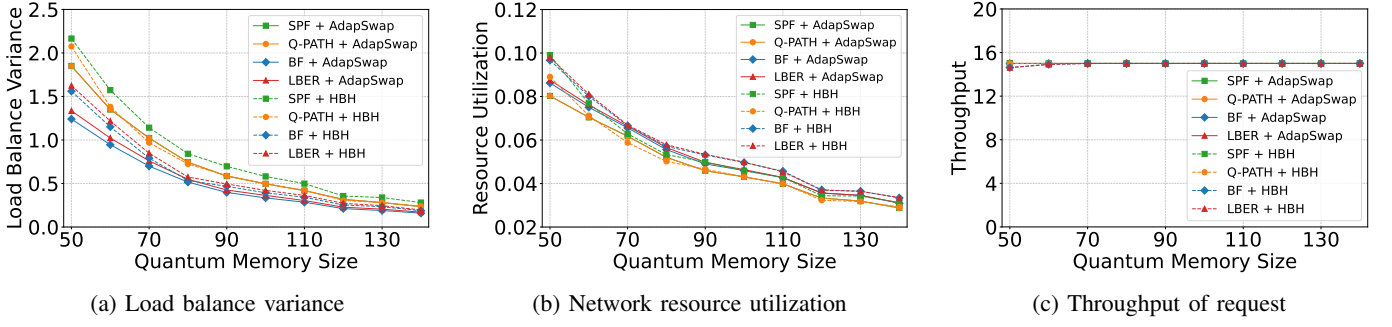 Load Balance Variance
2.5
2.0
1.5
1.0
0.5
0.0
50
70
90
110
130
Quantum Memory Size
SPF + AdapSwap
Q-PATH + AdapSwap
BF + AdapSwap
LBER + AdapSwap
SPF + HBH
Q-PATH + HBH
BF + HBH
LBER + HBH
(a) Load balance variance
Resource Utilization
0.12
0.10
0.08
0.06
0.04
0.02
50
70
90
110
130
Quantum Memory Size
SPF + AdapSwap
Q-PATH + AdapSwap
BF + AdapSwap
LBER + AdapSwap
SPF + HBH
Q-PATH + HBH
BF + HBH
LBER + HBH
(b) Network resource utilization
Throughput
20
16
12
8
4
0
50
70
90
110
130
Quantum Memory Size
SPF + AdapSwap
Q-PATH + AdapSwap
BF + AdapSwap
LBER + AdapSwap
SPF + HBH
Q-PATH + HBH
BF + HBH
LBER + HBH
(c) Throughput of request